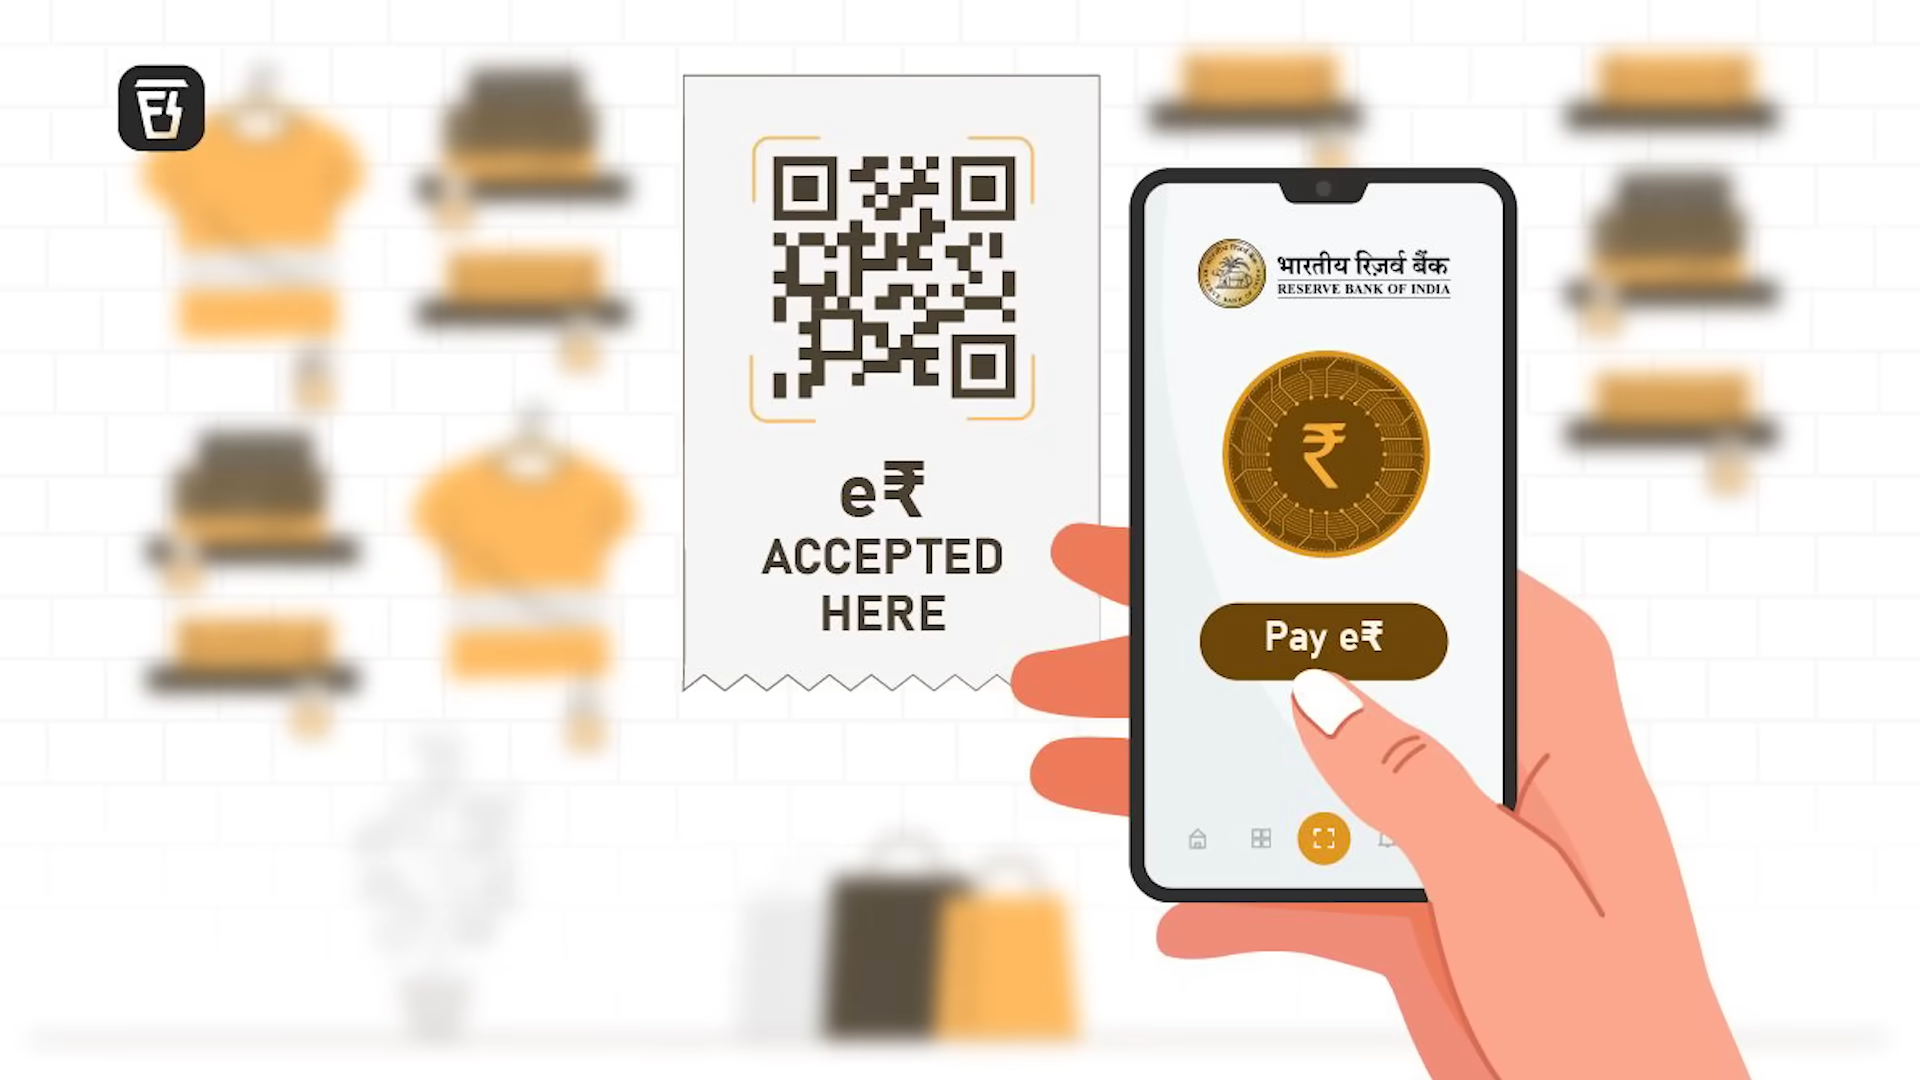 e₹
ACCEPTED
HERE
भारतीय रिज़र्व बैंक
RESERVE BANK OF INDIA
₹
Pay e₹